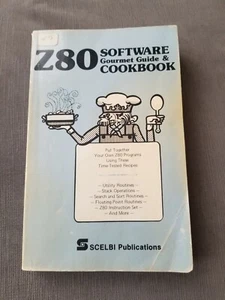 Z80 SOFTWARE
Gourmet Guide &
COOKBOOK
Put Together
Your Own Z80 Programs
Using These
Time-Tested Recipes
- Utility Routines -
- Stack Operations -
- Search and Sort Routines -
- Floating Point Routines -
- Z80 Instruction Set -
- And More -
SCELBI Publications